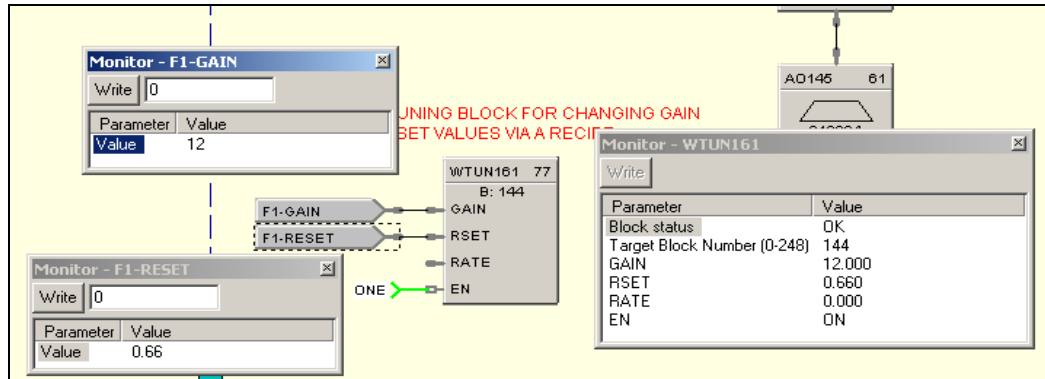 Monitor - F1-GAIN
Write 0
Parameter Value
Value 12
AO145 61
UNING BLOCK FOR CHANGING GAIN
SET VALUES VIA A
Monitor - WTUN161
Write
Parameter Value
Block status OK
Target Block Number (0-248) 144
GAIN 12.000
RSET 0.660
RATE 0.000
EN ON
WTUN161 77
B: 144
GAIN
RSET
RATE
EN
F1-GAIN
F1-RESET
ONE
Monitor - F1-RESET
Write 0
Parameter Value
Value 0.66